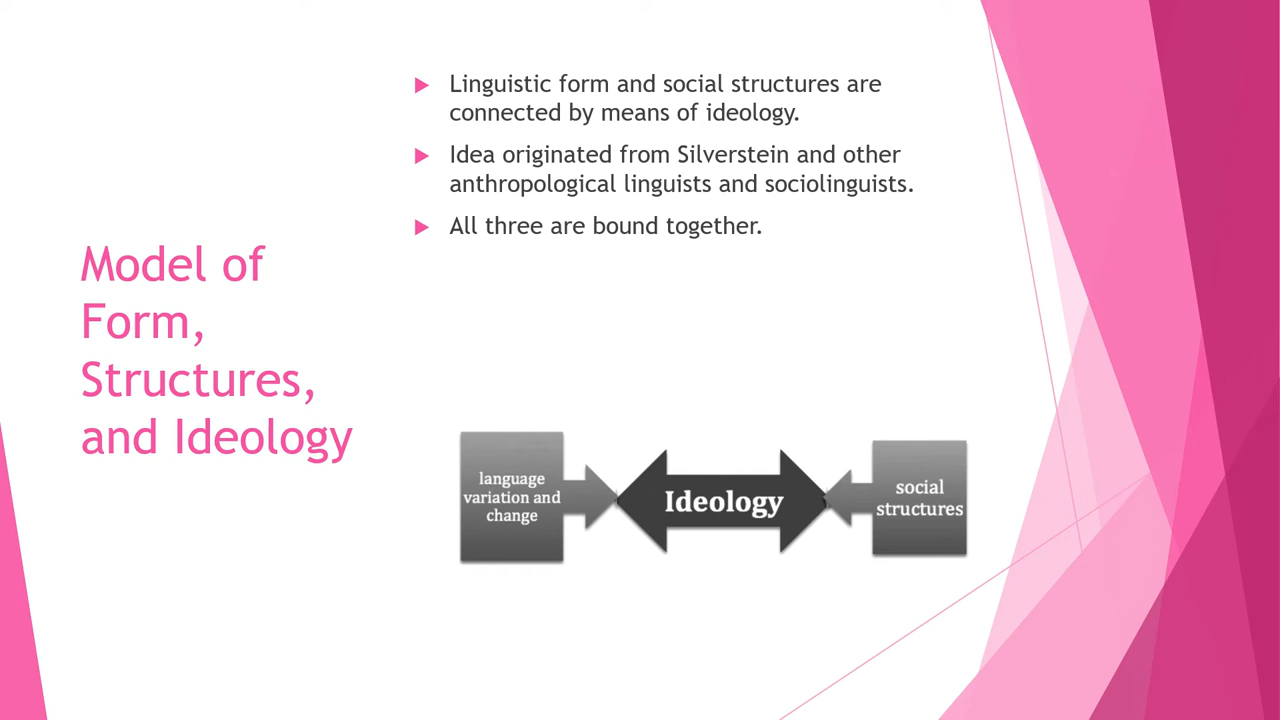 Model of
Form,
Structures,
and Ideology
Linguistic form and social structures are
connected by means of ideology.
Idea originated from Silverstein and other
anthropological linguists and sociolinguists.
All three are bound together.
language
variation and
change
Ideology
social
structures